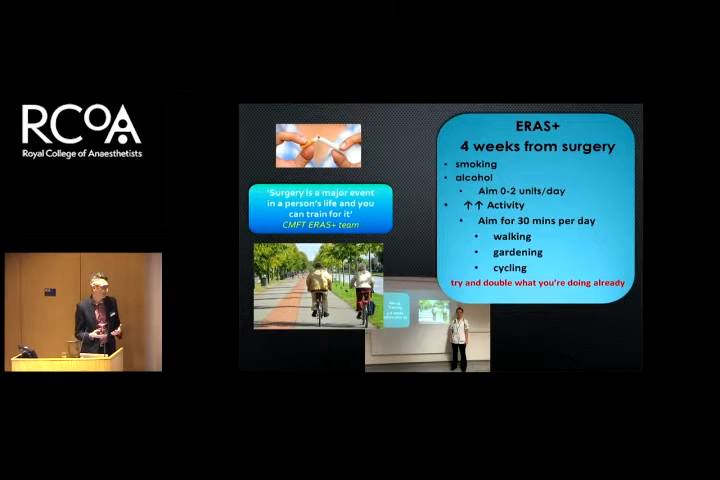 RCOA
Royal College of Anaesthetists
'Surgery is a major event
in a person's life and you
can train for it'
CMFT ERAS+ team
ERAS+
4 weeks from surgery
• smoking
• alcohol
• Aim 0-2 units/day
• ↑↑ Activity
• Aim for 30 mins per day
• walking
• gardening
• cycling
try and double what you're doing already